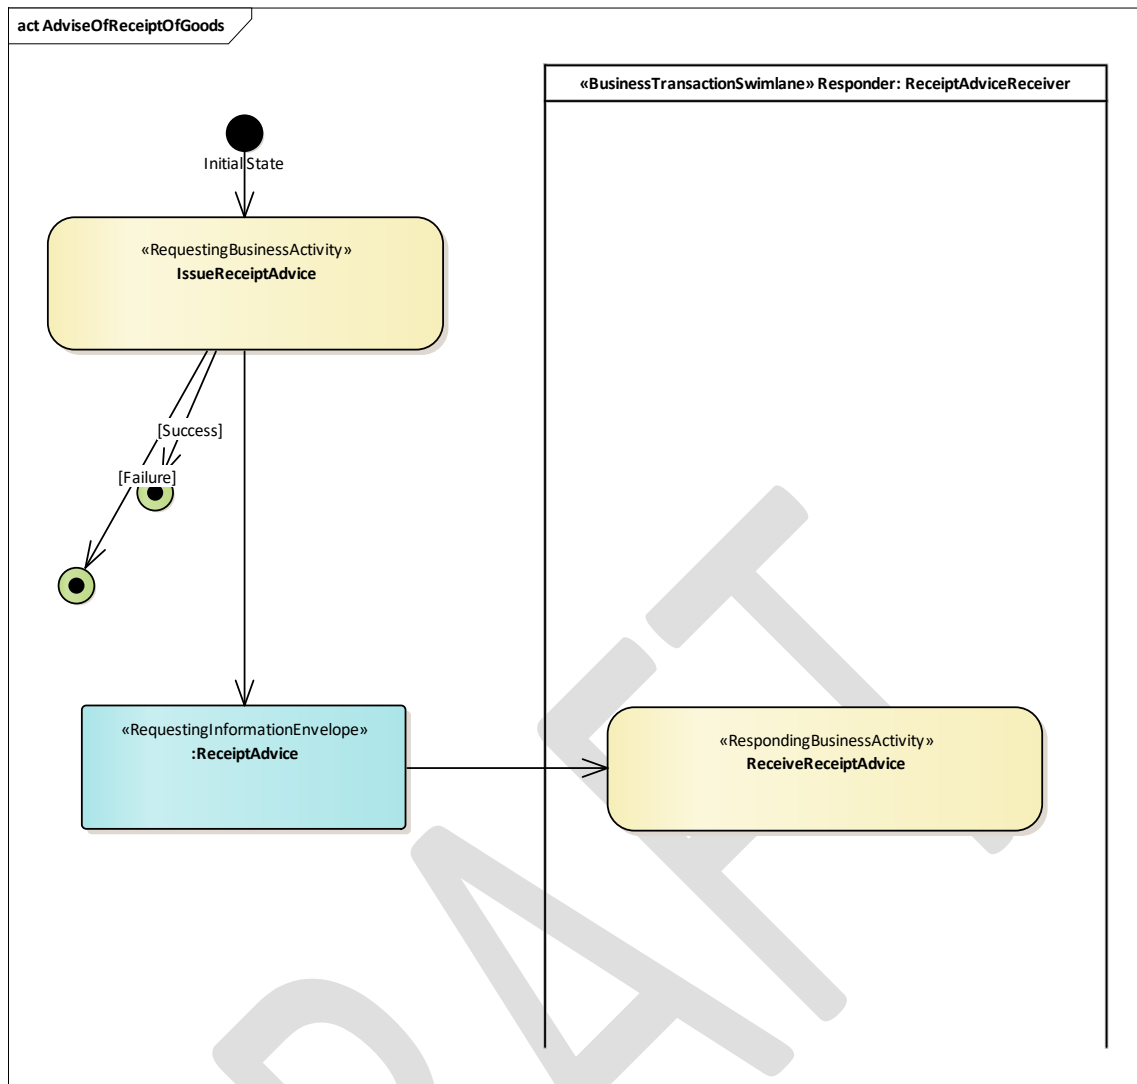 act AdviseOfReceiptOfGoods
«BusinessTransactionSwimlane» Responder: ReceiptAdviceReceiver
Initial State
«RequestingBusinessActivity»
IssueReceiptAdvice
[Success]
[Failure]
«RequestingInformationEnvelope»
:ReceiptAdvice
«RespondingBusinessActivity»
ReceiveReceiptAdvice
DRAFT